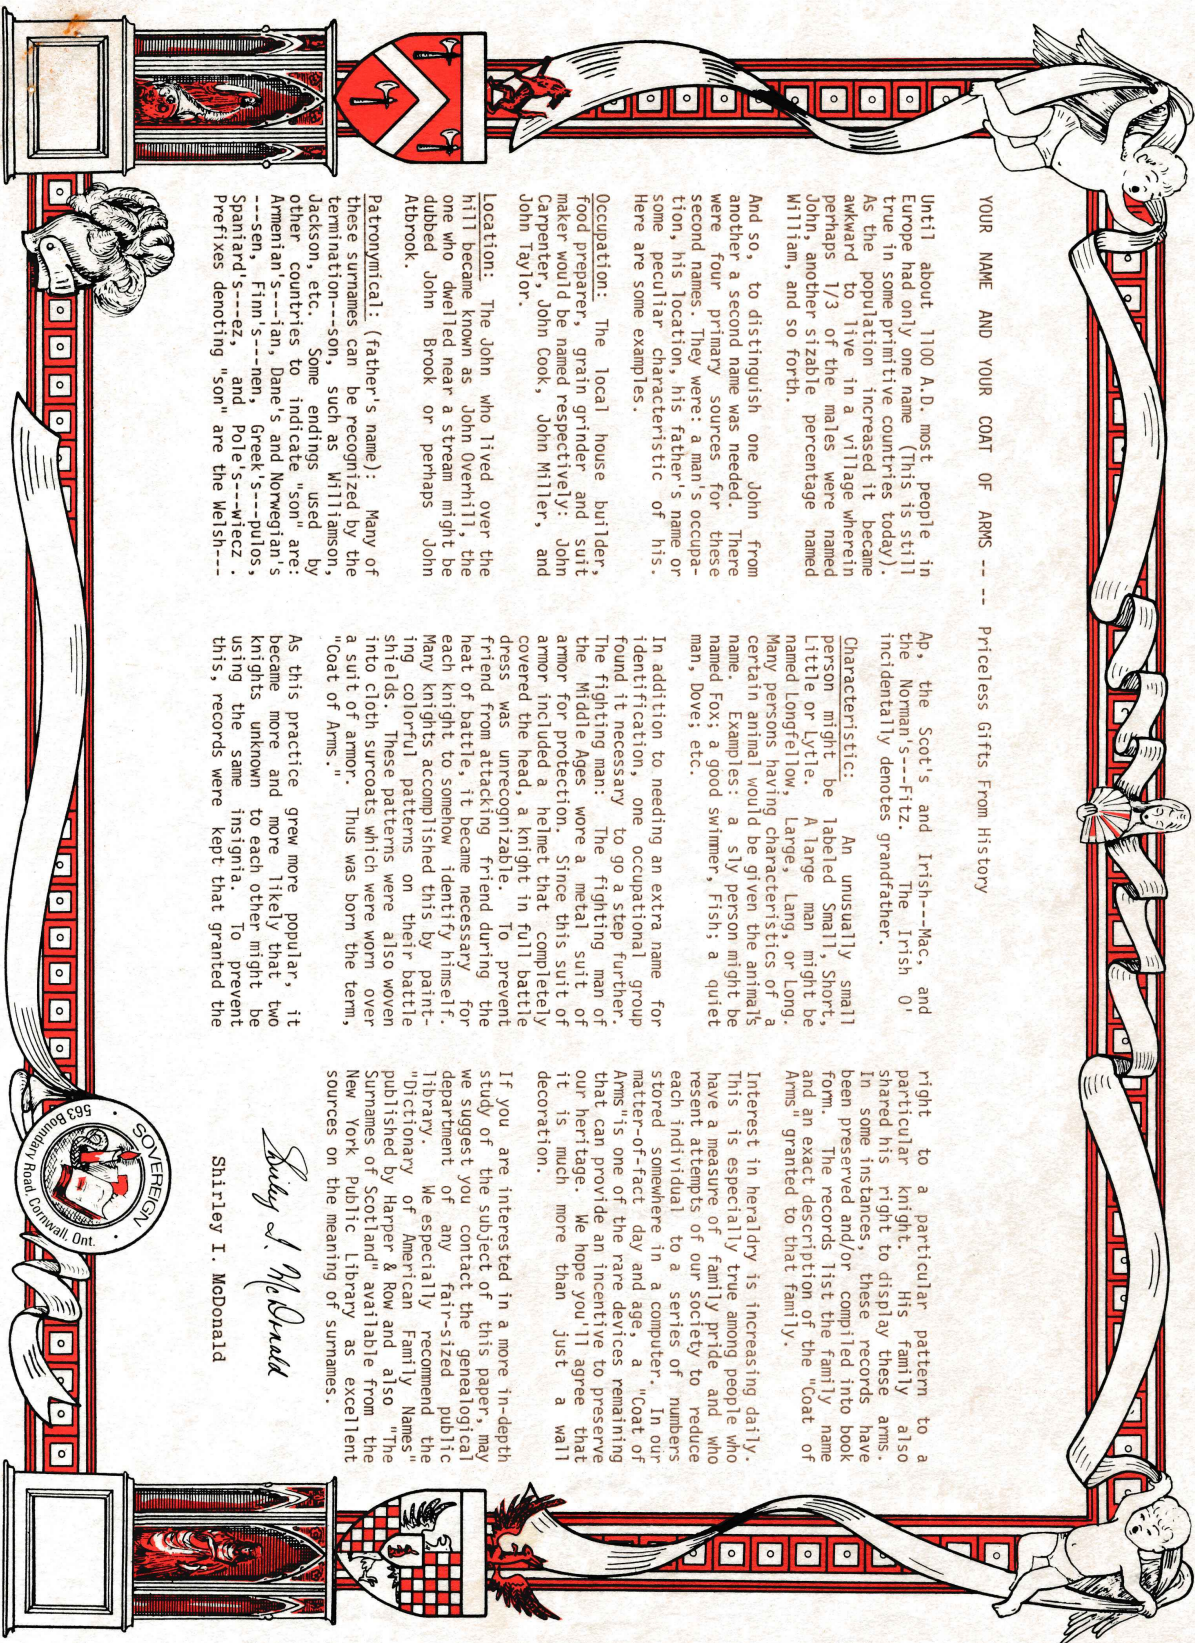 YOUR NAME AND YOUR COAT OF ARMS -- -- Priceless Gifts From History
Until about 1100 A.D. most people in
Europe had only one name (This is still
true in some primitive countries today).
As the population increased it became
awkward to live in a village wherein
perhaps 1/3 of the males were named
John, another sizable percentage named
William, and so forth.
And so, to distinguish one John from
another a second name was needed. There
were four primary sources for these
second names. They were: a man's occupa-
tion, his location, his father's name or
some peculiar characteristic of his.
Here are some examples.
Occupation: The local house builder,
food preparer, grain grinder and suit
maker would be named respectively: John
Carpenter, John Cook, John Miller, and
John Taylor.
Location: The John who lived over the
hill became known as John Overhill, the
one who dwelled near a stream might be
dubbed John Brook or perhaps John
Atbrook.
Patronymical: (father's name): Many of
these surnames can be recognized by the
termination---son, such as Williamson,
Jackson, etc. Some endings used by
other countries to indicate "son" are:
Armenian's---ian, Dane's and Norwegian's
---sen, Finn's---nen, Greek's---pulos,
Spaniard's---ez, and Pole's---wiecz .
Prefixes denoting "son" are the Welsh---
Ap, the Scot's and Irish---Mac, and
the Norman's---Fitz. The Irish O'
incidentally denotes grandfather.
Characteristic: An unusually small
person might be labeled Small, Short,
Little or Lytle. A large man might be
named Longfellow, Large, Lang, or Long.
Many persons having characteristics of a
certain animal would be given the animal's
name. Examples: a sly person might be
named Fox; a good swimmer, Fish; a quiet
man, Dove; etc.
In addition to needing an extra name for
identification, one occupational group
found it necessary to go a step further.
The fighting man: The fighting man of
the Middle Ages wore a metal suit of
armor for protection. Since this suit of
armor included a helmet that completely
covered the head, a knight in full battle
dress was unrecognizable. To prevent
friend from attacking friend during the
heat of battle, it became necessary for
each knight to somehow identify himself.
Many knights accomplished this by paint-
ing colorful patterns on their battle
shields. These patterns were also woven
into cloth surcoats which were worn over
a suit of armor. Thus was born the term,
"Coat of Arms."
As this practice grew more popular, it
became more and more likely that two
knights unknown to each other might be
using the same insignia. To prevent
this, records were kept that granted the
right to a particular pattern to a
particular knight. His family also
shared his right to display these arms.
In some instances, these records have
been preserved and/or compiled into book
form. The records list the family name
and an exact description of the "Coat of
Arms" granted to that family.
Interest in heraldry is increasing daily.
This is especially true among people who
have a measure of family pride and who
resent attempts of our society to reduce
each individual to a series of numbers
stored somewhere in a computer. In our
matter-of-fact day and age, a "Coat of
Arms" is one of the rare devices remaining
that can provide an incentive to preserve
our heritage. We hope you'll agree that
it is much more than just a wall
decoration.
If you are interested in a more in-depth
study of the subject of this paper, may
we suggest you contact the genealogical
department of any fair-sized public
library. We especially recommend the
"Dictionary of American Family Names"
published by Harper & Row and also "The
Surnames of Scotland" available from the
New York Public Library as excellent
sources on the meaning of surnames.
Shirley I. McDonald
Shirley I. McDonald
SOVEREIGN
563 Boundary Road, Cornwall, Ont.